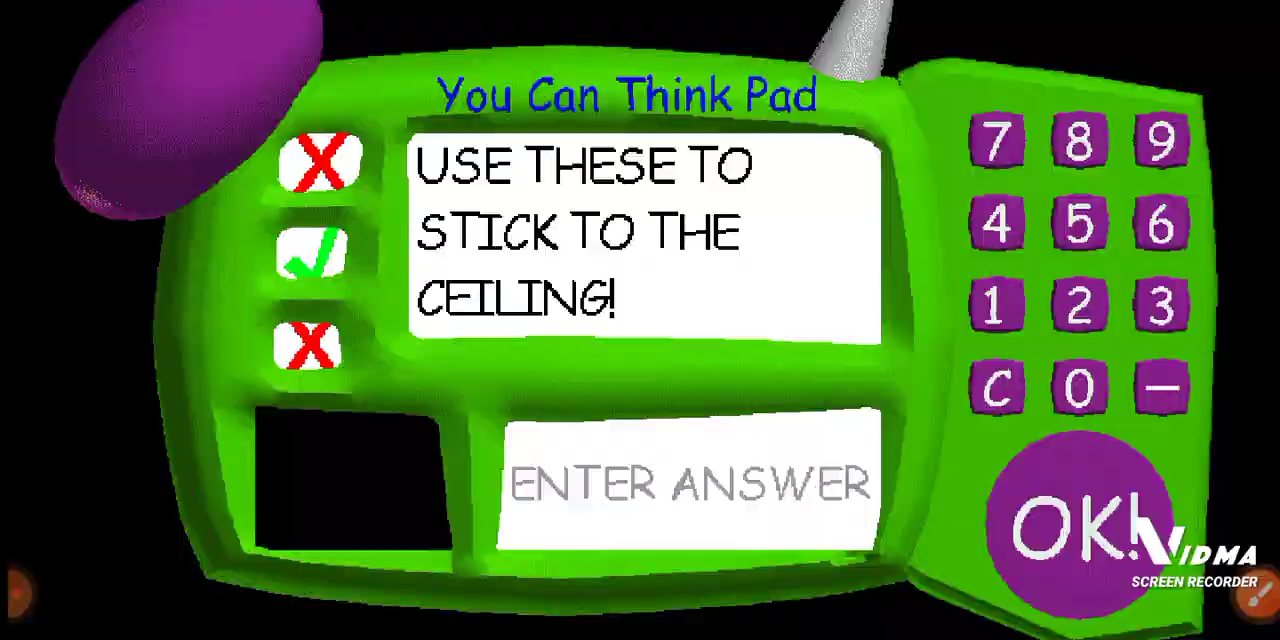 You Can Think Pad
USE THESE TO
STICK TO THE
CEILING!
ENTER ANSWER
7 8 9
4 5 6
1 2 3
C 0 –
OK!
VIDMA
SCREEN RECORDER